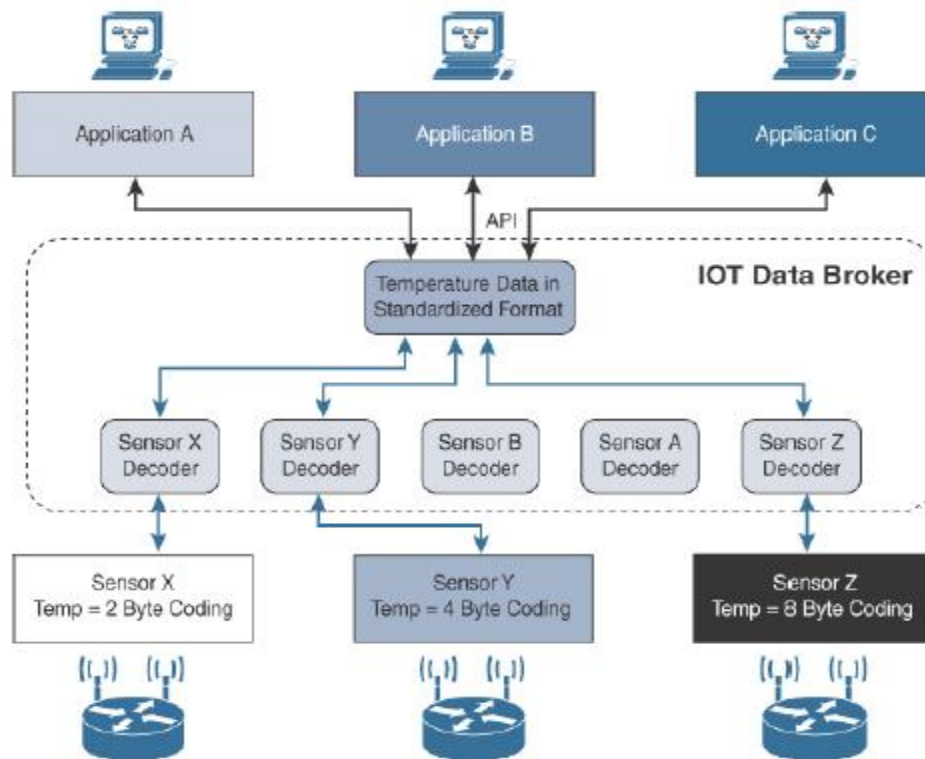 Application A
Application B
Application C
API
IOT Data Broker
Temperature Data in
Standardized Format
Sensor X
Decoder
Sensor Y
Decoder
Sensor B
Decoder
Sensor A
Decoder
Sensor Z
Decoder
Sensor X
Temp = 2 Byte Coding
Sensor Y
Temp = 4 Byte Coding
Sensor Z
Temp = 8 Byte Coding